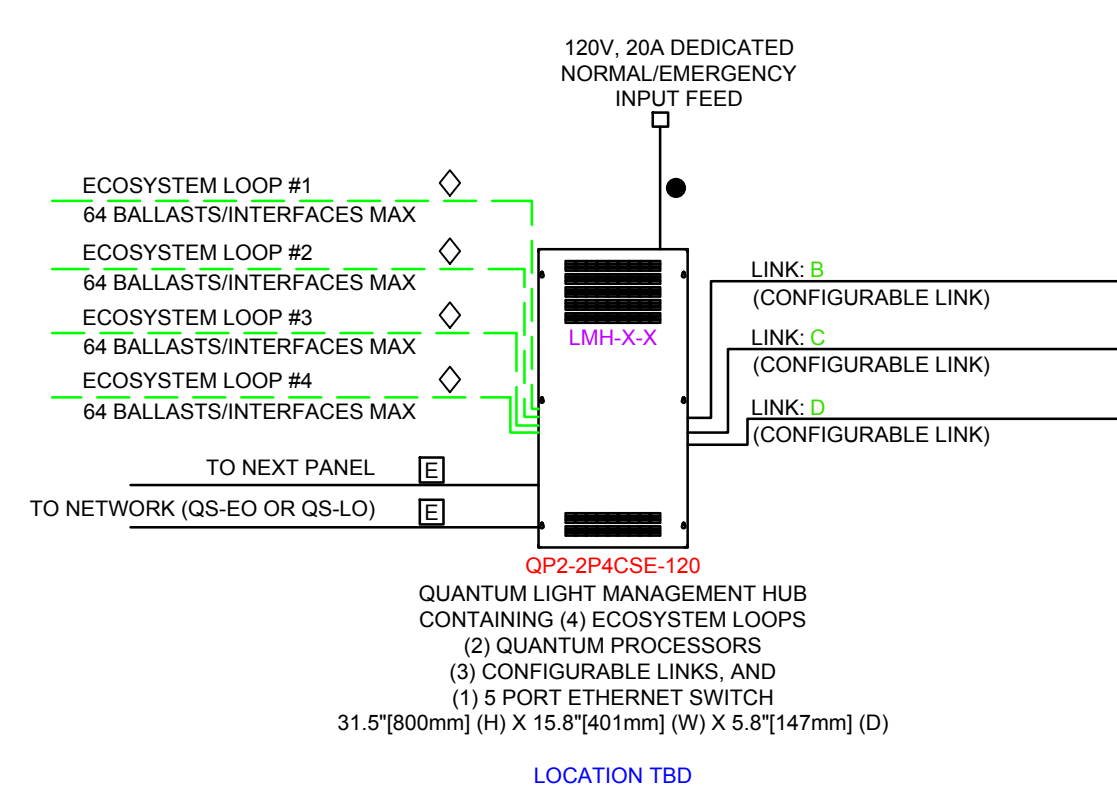 120V, 20A DEDICATED
NORMAL/EMERGENCY
INPUT FEED
ECOSYSTEM LOOP #1
64 BALLASTS/INTERFACES MAX
ECOSYSTEM LOOP #2
64 BALLASTS/INTERFACES MAX
ECOSYSTEM LOOP #3
64 BALLASTS/INTERFACES MAX
ECOSYSTEM LOOP #4
64 BALLASTS/INTERFACES MAX
TO NEXT PANEL E
TO NETWORK (QS-EO OR QS-LO) E
LMH-X-X
LINK: B
(CONFIGURABLE LINK)
LINK: C
(CONFIGURABLE LINK)
LINK: D
(CONFIGURABLE LINK)
QP2-2P4CSE-120
QUANTUM LIGHT MANAGEMENT HUB
CONTAINING (4) ECOSYSTEM LOOPS
(2) QUANTUM PROCESSORS
(3) CONFIGURABLE LINKS, AND
(1) 5 PORT ETHERNET SWITCH
31.5"[800mm] (H) X 15.8"[401mm] (W) X 5.8"[147mm] (D)
LOCATION TBD